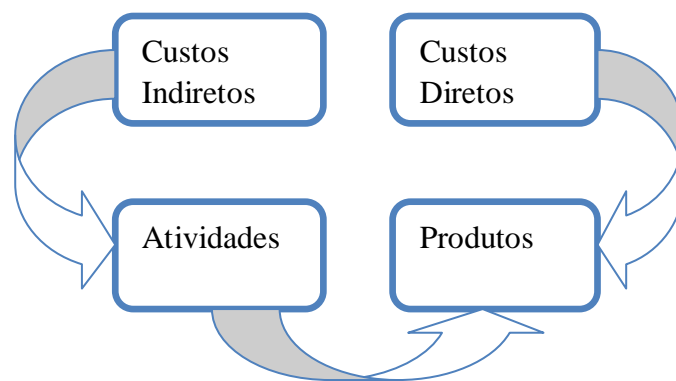 Custos
Indiretos
Custos
Diretos
Atividades
Produtos